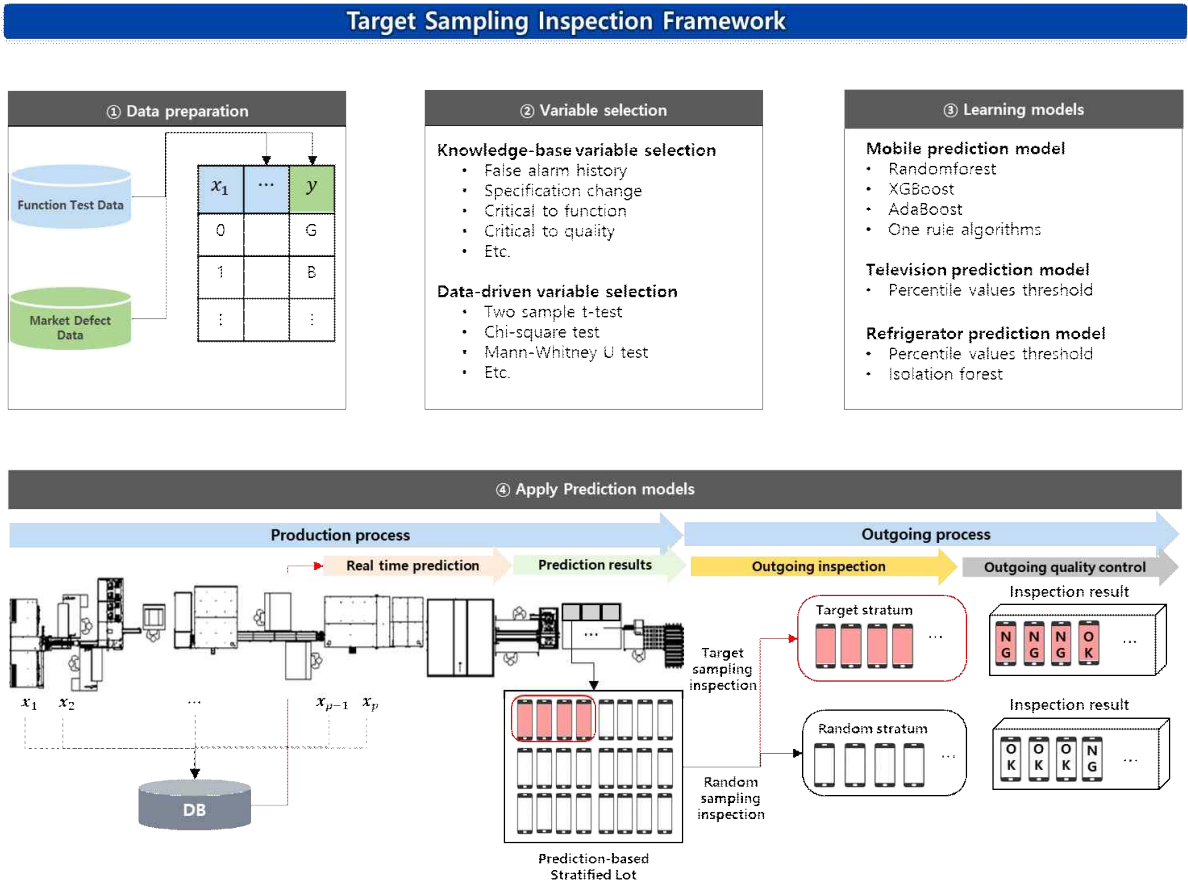 Target Sampling Inspection Framework
① Data preparation
Function Test Data
Market Defect
Data
x₁ ⋯ y
0 G
1 B
⋮ ⋮
② Variable selection
Knowledge-base variable selection
• False alarm history
• Specification change
• Critical to function
• Critical to quality
• Etc.
Data-driven variable selection
• Two sample t-test
• Chi-square test
• Mann-Whitney U test
• Etc.
③ Learning models
Mobile prediction model
• Randomforest
• XGBoost
• AdaBoost
• One rule algorithms
Television prediction model
• Percentile values threshold
Refrigerator prediction model
• Percentile values threshold
• Isolation forest
④ Apply Prediction models
Production process
Outgoing process
Real time prediction
Prediction results
Outgoing inspection
Outgoing quality control
x₁ x₂ ⋯ xₚ₋₁ xₚ
DB
...
Prediction-based
Stratified Lot
Target
sampling
inspection
Random
sampling
inspection
Target stratum
...
Random stratum
...
Inspection result
NG NG NG OK ...
Inspection result
OK OK OK NG ...